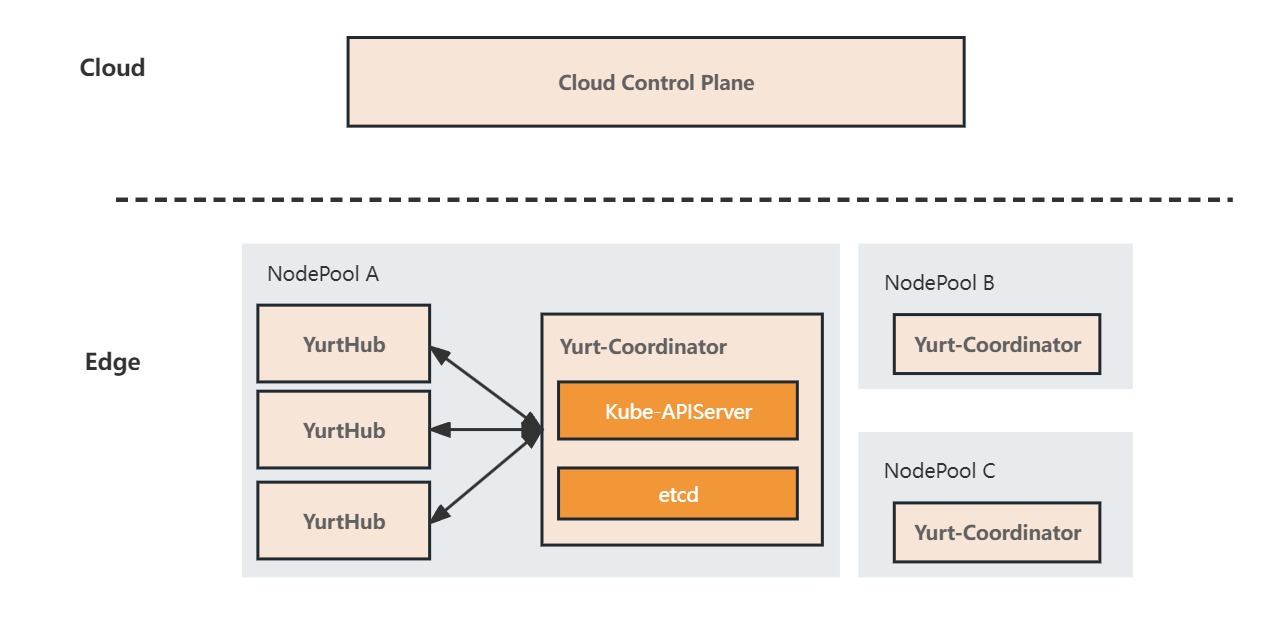 Cloud
Cloud Control Plane
Edge
NodePool A
YurtHub
YurtHub
YurtHub
Yurt-Coordinator
Kube-APIServer
etcd
NodePool B
Yurt-Coordinator
NodePool C
Yurt-Coordinator